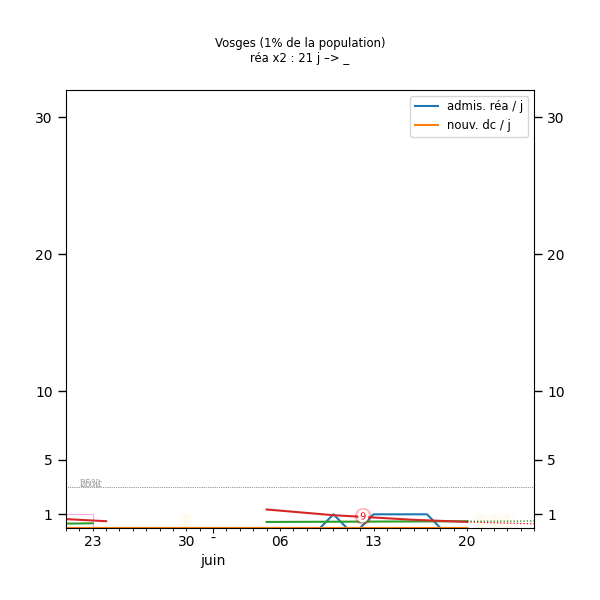 Vosges (1% de la population)
réa x2 : 21 j –> _
admis. réa / j
nouv. dc / j
30 30
20 20
10 10
5 5
1 1
9
23 30 - 06 13 20
juin